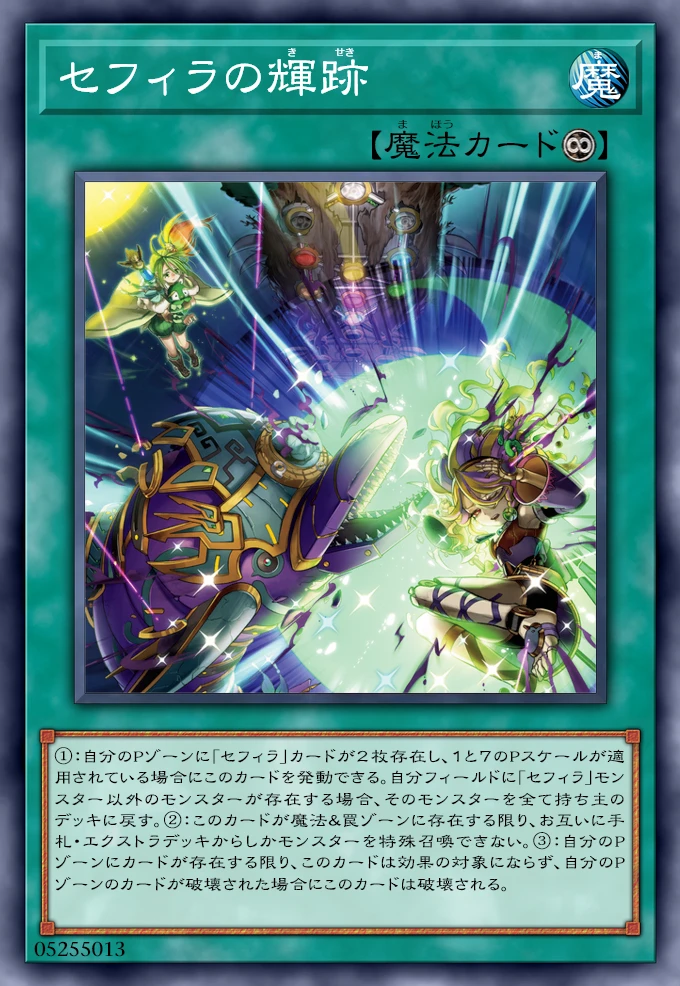 セフィラの輝跡
き せき
魔
ま
【魔法カード】
ま ほう
①:自分のPゾーンに「セフィラ」カードが2枚存在し、1と7のPスケールが適
用されている場合にこのカードを発動できる。自分フィールドに「セフィラ」モン
スター以外のモンスターが存在する場合、そのモンスターを全て持ち主の
デッキに戻す。②:このカードが魔法&罠ゾーンに存在する限り、お互いに手
札・エクストラデッキからしかモンスターを特殊召喚できない。③:自分のP
ゾーンにカードが存在する限り、このカードは効果の対象にならず、自分のP
ゾーンのカードが破壊された場合にこのカードは破壊される。
05255013